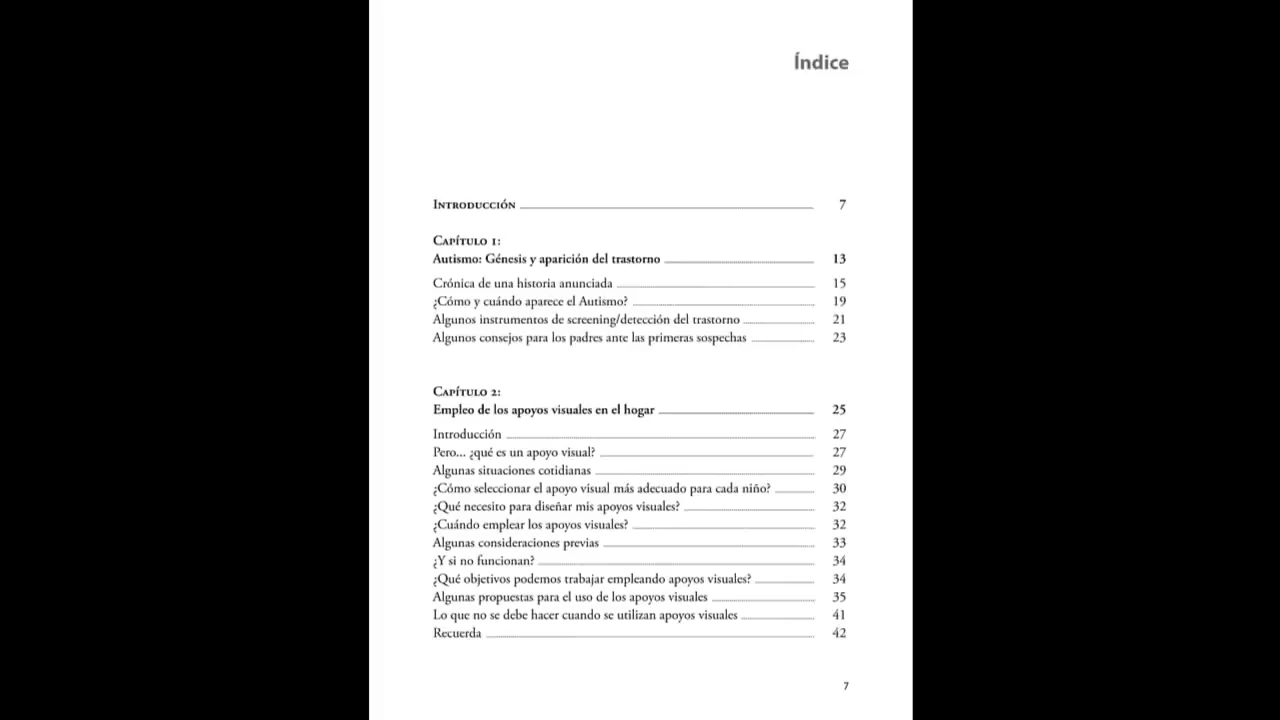 Índice
INTRODUCCIÓN 7
CAPÍTULO 1:
Autismo: Génesis y aparición del trastorno 13
Crónica de una historia anunciada 15
¿Cómo y cuándo aparece el Autismo? 19
Algunos instrumentos de screening/detección del trastorno 21
Algunos consejos para los padres ante las primeras sospechas 23
CAPÍTULO 2:
Empleo de los apoyos visuales en el hogar 25
Introducción 27
Pero... ¿qué es un apoyo visual? 27
Algunas situaciones cotidianas 29
¿Cómo seleccionar el apoyo visual más adecuado para cada niño? 30
¿Qué necesito para diseñar mis apoyos visuales? 32
¿Cuándo emplear los apoyos visuales? 32
Algunas consideraciones previas 33
¿Y si no funcionan? 34
¿Qué objetivos podemos trabajar empleando apoyos visuales? 34
Algunas propuestas para el uso de los apoyos visuales 35
Lo que no se debe hacer cuando se utilizan apoyos visuales 41
Recuerda 42
7